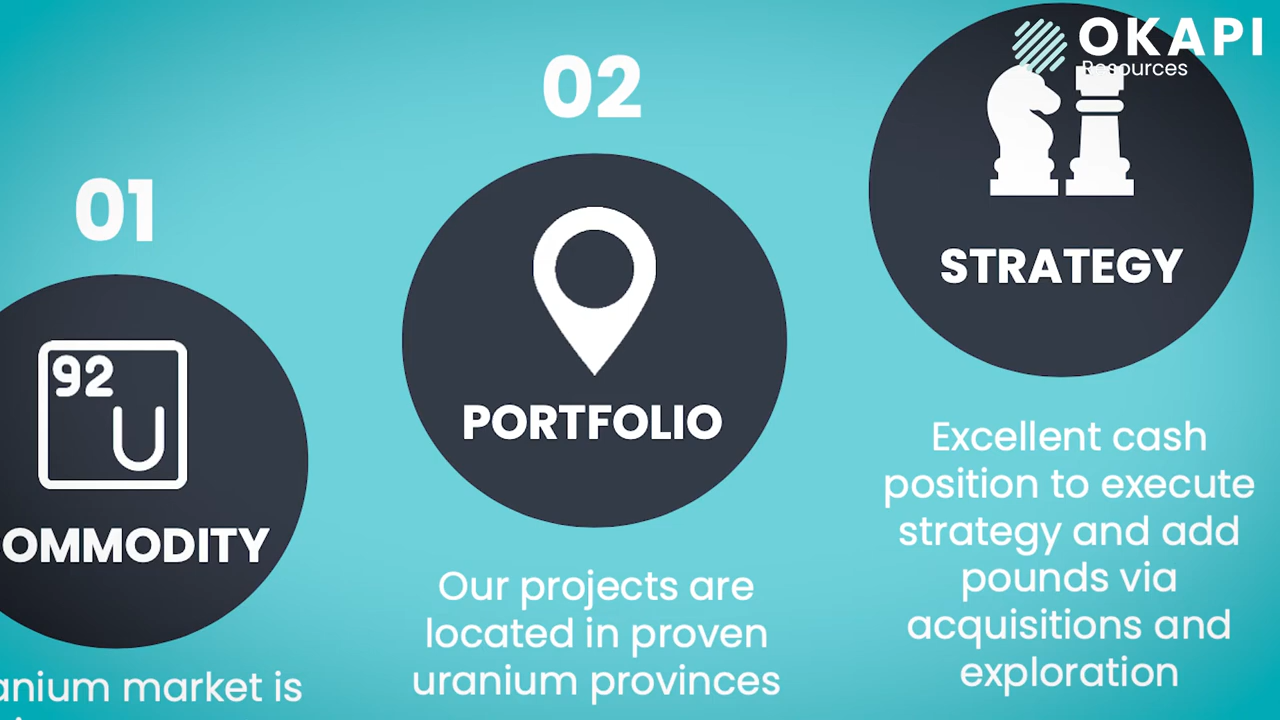 OKAPI
Resources
01
92
U
OMMODITY
anium market is
02
PORTFOLIO
Our projects are
located in proven
uranium provinces
STRATEGY
Excellent cash
position to execute
strategy and add
pounds via
acquisitions and
exploration